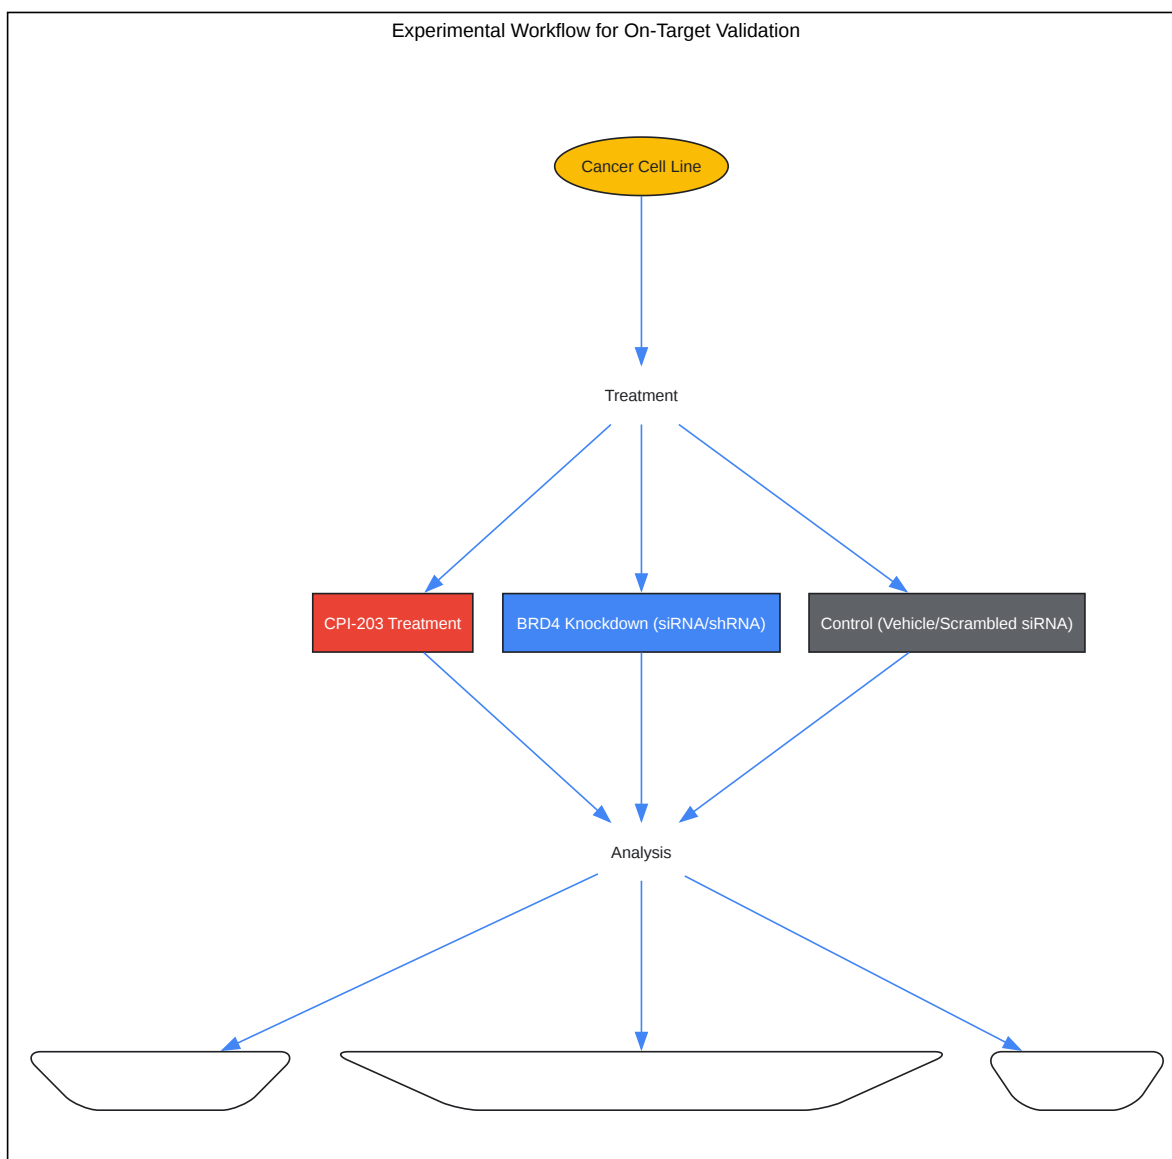 Experimental Workflow for On-Target Validation
Cancer Cell Line
Treatment
CPI-203 Treatment
BRD4 Knockdown (siRNA/shRNA)
Control (Vehicle/Scrambled siRNA)
Analysis